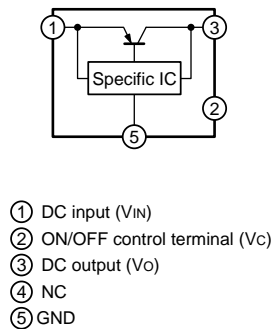 ① ③
Specific IC
②
⑤
① DC input (VIN)
② ON/OFF control terminal (VC)
③ DC output (VO)
④ NC
⑤ GND